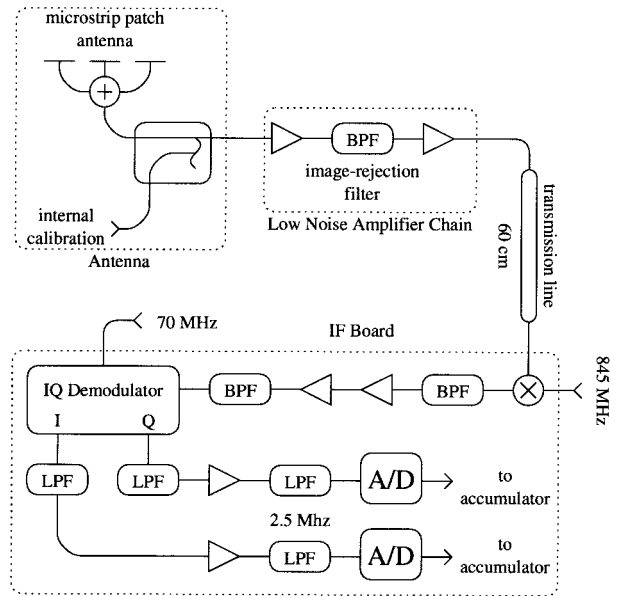 microstrip patch
antenna
+
BPF
image-rejection
filter
Low Noise Amplifier Chain
internal
calibration
Antenna
transmission line
60 cm
70 MHz
IF Board
845 MHz
IQ Demodulator
I Q
BPF
BPF
LPF
LPF
LPF
A/D
to
accumulator
2.5 Mhz
LPF
A/D
to
accumulator